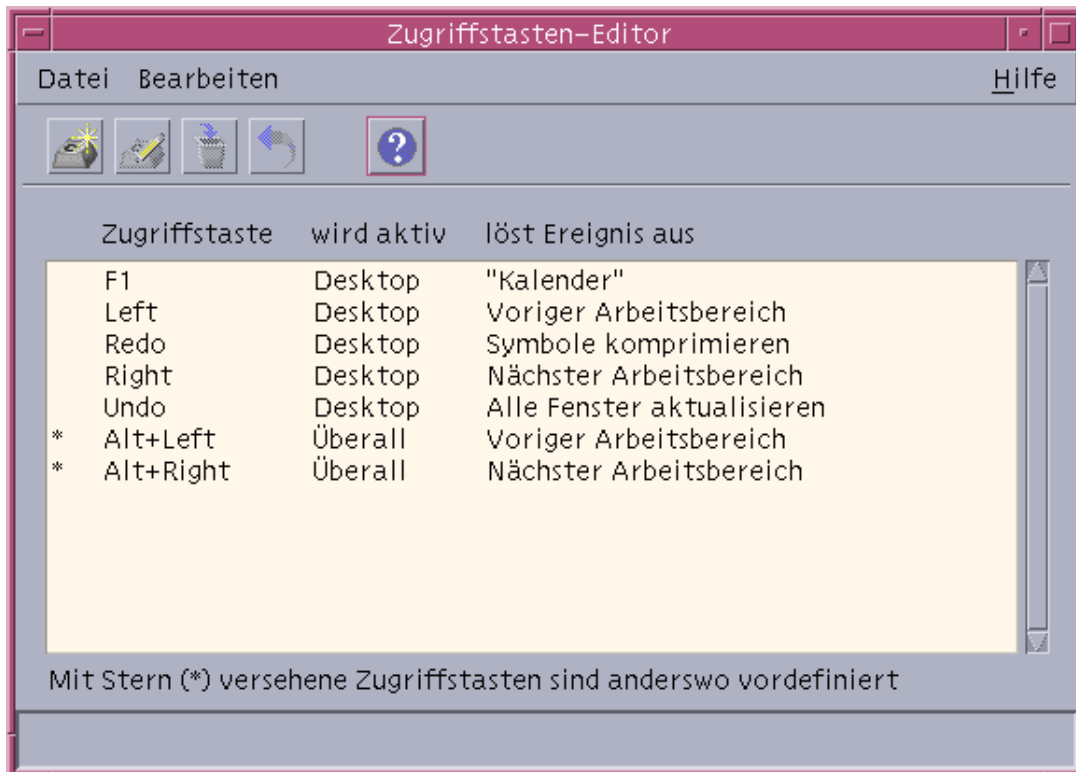 Zugriffstasten-Editor
Datei Bearbeiten Hilfe
?
Zugriffstaste wird aktiv löst Ereignis aus
F1 Desktop "Kalender"
Left Desktop Voriger Arbeitsbereich
Redo Desktop Symbole komprimieren
Right Desktop Nächster Arbeitsbereich
Undo Desktop Alle Fenster aktualisieren
* Alt+Left Überall Voriger Arbeitsbereich
* Alt+Right Überall Nächster Arbeitsbereich
Mit Stern (*) versehene Zugriffstasten sind anderswo vordefiniert